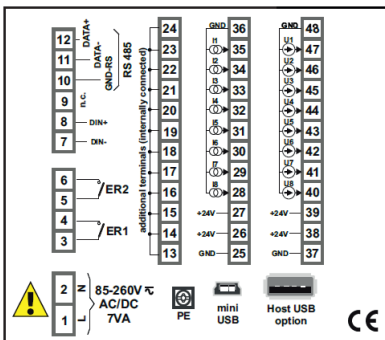 12 DATA+
11 DATA-
10 GND-RS
RS 485
9 n.c.
8 DIN+
7 DIN-
6
5
ER2
4
3
ER1
2 N
1 L
85-260V
AC/DC
7VA
additional terminals (internally connected)
24
23
22
21
20
19
18
17
16
15
14
13
GND 36
I1 35
I2 34
I3 33
I4 32
I5 31
I6 30
I7 29
I8 28
+24V 27
+24V 26
GND 25
GND 48
U1 47
U2 46
U3 45
U4 44
U5 43
U6 42
U7 41
U8 40
+24V 39
+24V 38
GND 37
PE
mini
USB
Host USB
option
CE